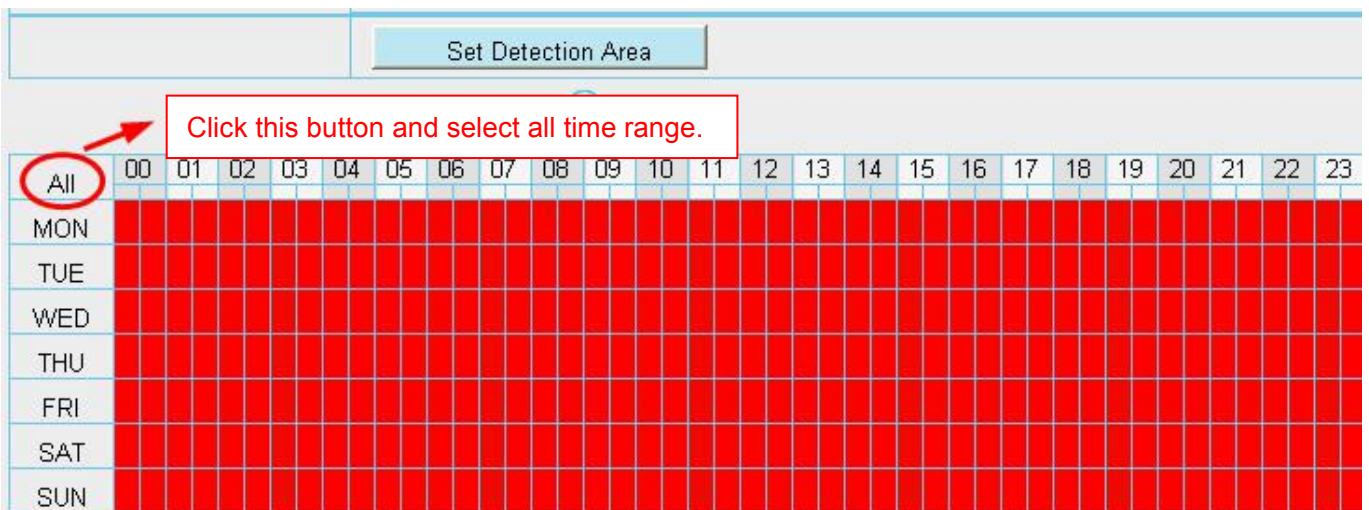 Set Detection Area
Click this button and select all time range.
All 00 01 02 03 04 05 06 07 08 09 10 11 12 13 14 15 16 17 18 19 20 21 22 23
MON
TUE
WED
THU
FRI
SAT
SUN